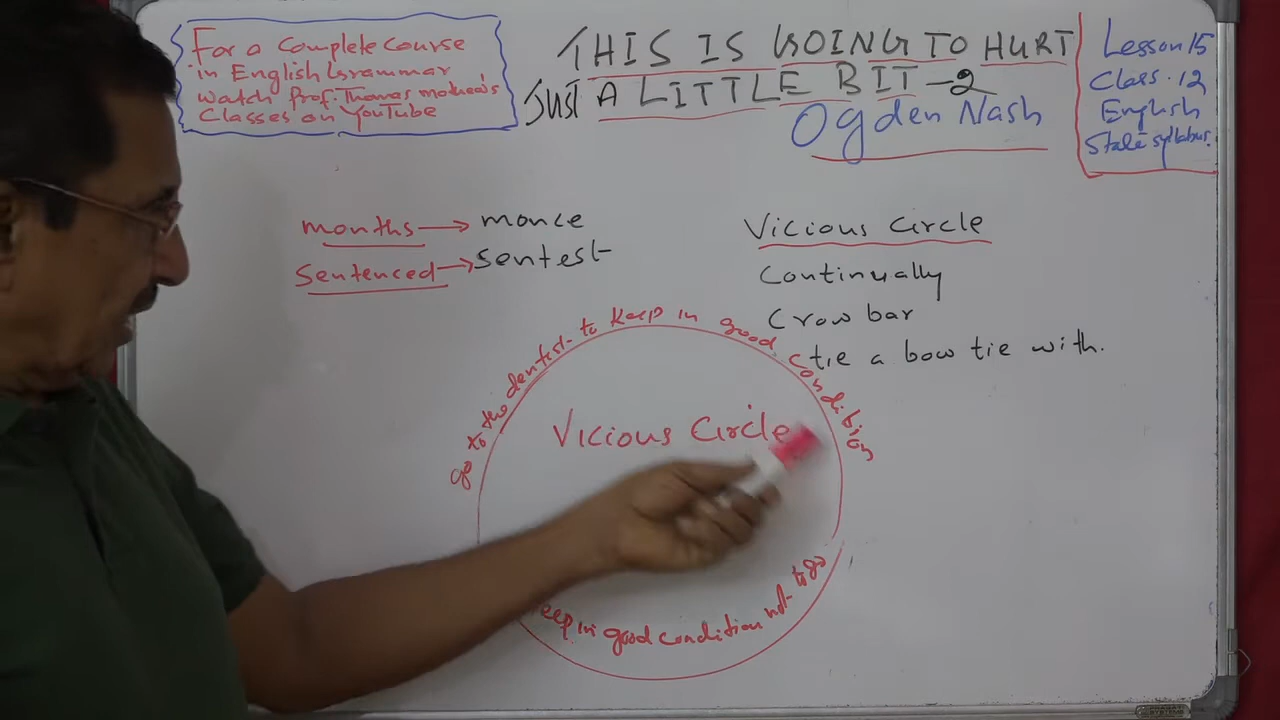 For a Complete Course
in English Grammar
watch Prof. Thomas Mathew's
Classes on YouTube
THIS IS GOING TO HURT
Just A LITTLE BIT -2
Ogden Nash
Lesson 15
Class. 12
English
State syllabus.
months → monce
Sentenced → sentest
Vicious Circle
Continually
Crow bar
tie a bow tie with.
go to the dentist to keep in good condition
Vicious Circle
in good condition not to go